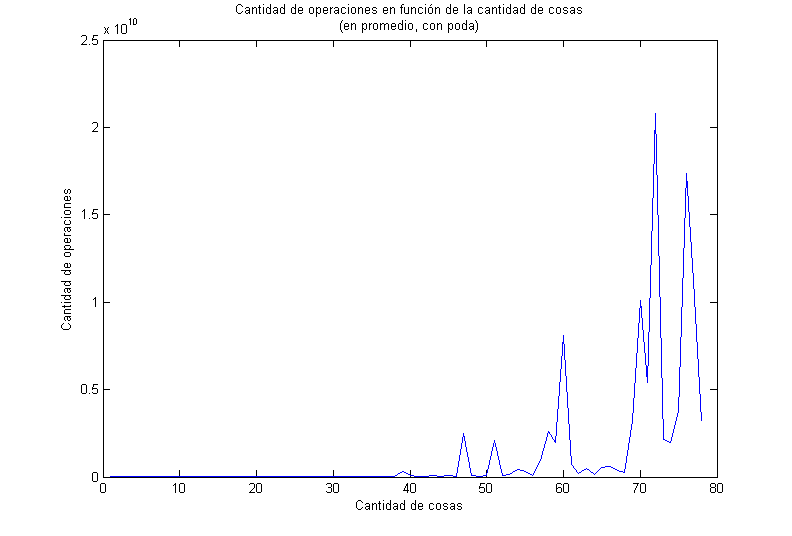 Cantidad de operaciones en función de la cantidad de cosas
(en promedio, con poda)
x 10^10
2.5
2
1.5
1
0.5
0
Cantidad de operaciones
0 10 20 30 40 50 60 70 80
Cantidad de cosas